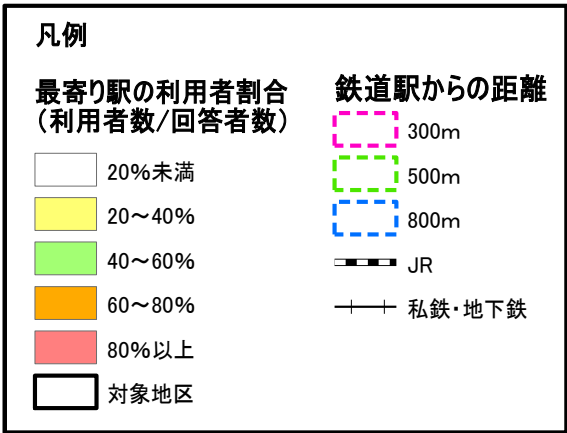 凡例
最寄り駅の利用者割合
（利用者数/回答者数）
20%未満
20～40%
40～60%
60～80%
80%以上
対象地区
鉄道駅からの距離
300m
500m
800m
JR
私鉄・地下鉄